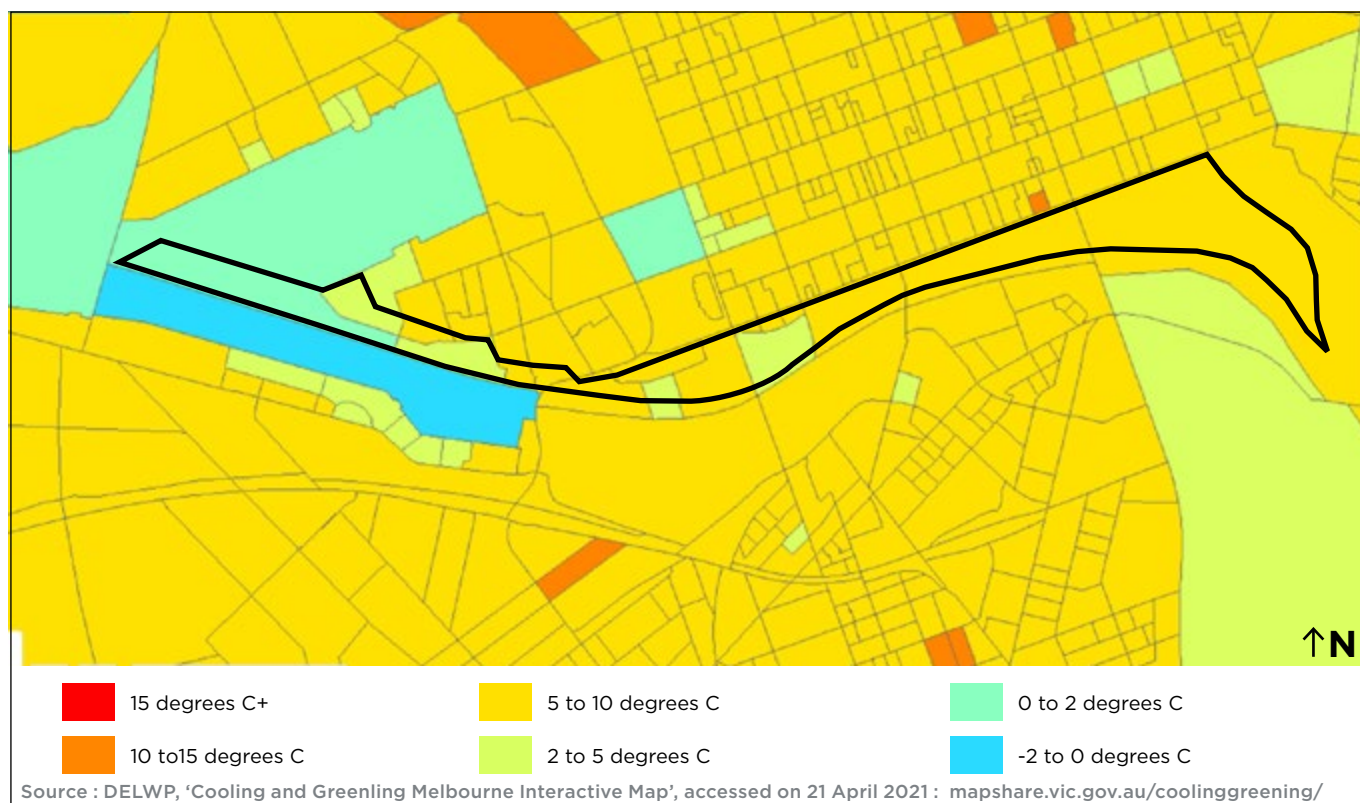 ↑N
15 degrees C+
5 to 10 degrees C
0 to 2 degrees C
10 to15 degrees C
2 to 5 degrees C
-2 to 0 degrees C
Source : DELWP, ‘Cooling and Greenling Melbourne Interactive Map’, accessed on 21 April 2021 : mapshare.vic.gov.au/coolinggreening/